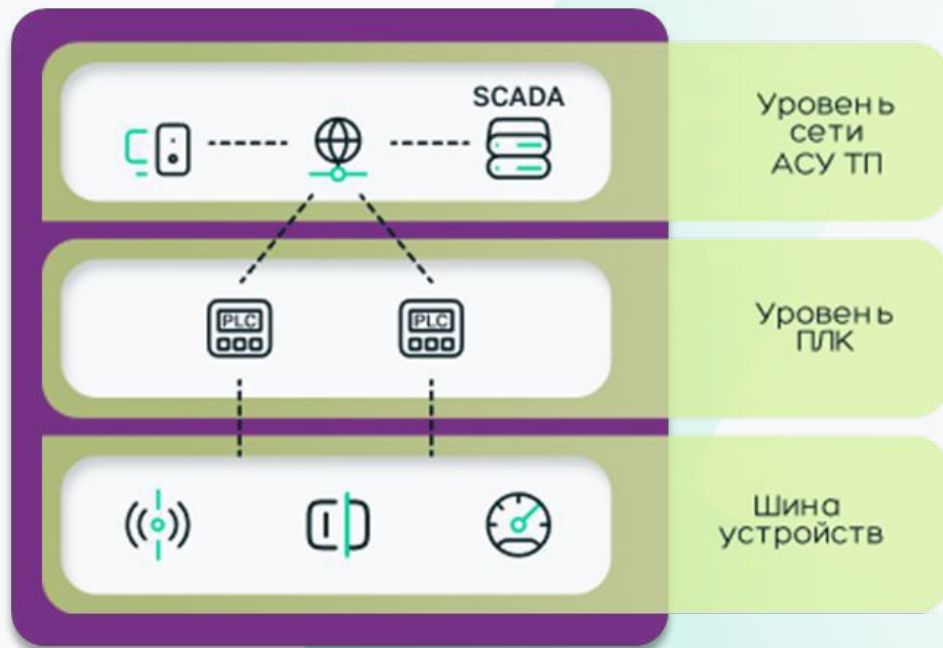 SCADA
Уровень
сети
АСУ ТП
PLC
PLC
Уровень
ПЛК
Шина
устройств